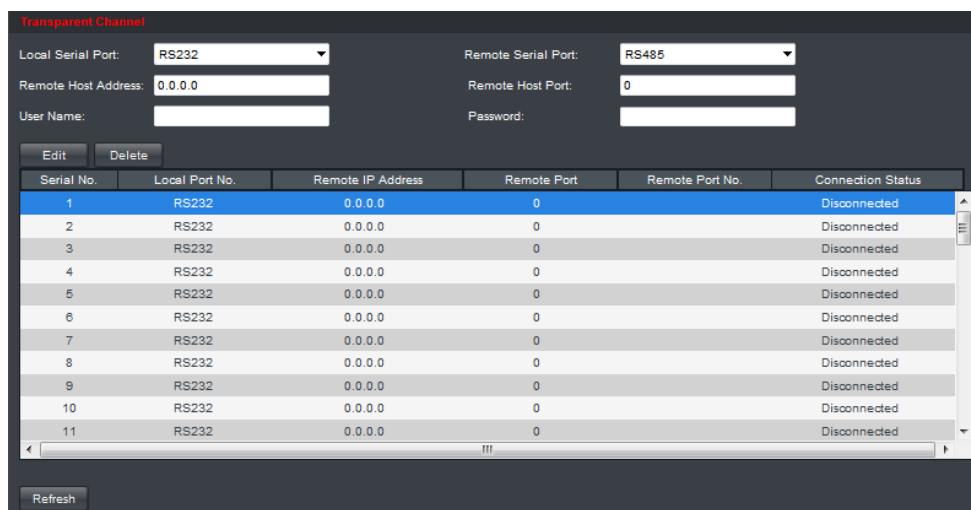 Transparent Channel
Local Serial Port: RS232 Remote Serial Port: RS485
Remote Host Address: 0.0.0.0 Remote Host Port: 0
User Name: Password:
Edit Delete
Serial No. Local Port No. Remote IP Address Remote Port Remote Port No. Connection Status
1 RS232 0.0.0.0 0 Disconnected
2 RS232 0.0.0.0 0 Disconnected
3 RS232 0.0.0.0 0 Disconnected
4 RS232 0.0.0.0 0 Disconnected
5 RS232 0.0.0.0 0 Disconnected
6 RS232 0.0.0.0 0 Disconnected
7 RS232 0.0.0.0 0 Disconnected
8 RS232 0.0.0.0 0 Disconnected
9 RS232 0.0.0.0 0 Disconnected
10 RS232 0.0.0.0 0 Disconnected
11 RS232 0.0.0.0 0 Disconnected
Refresh